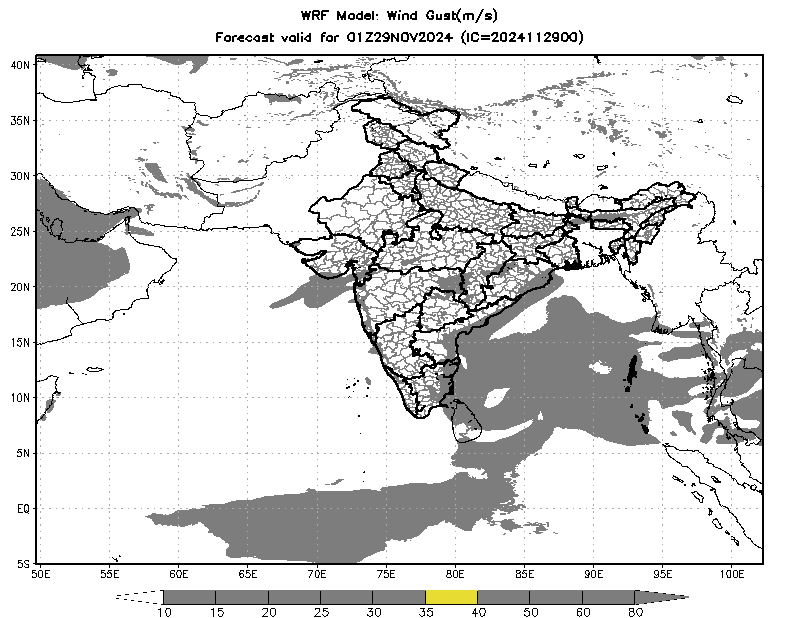 WRF Model: Wind Gust(m/s)
Forecast valid for 01Z29NOV2024 (IC=2024112900)
40N
35N
30N
25N
20N
15N
10N
5N
EQ
5S
50E 55E 60E 65E 70E 75E 80E 85E 90E 95E 100E
10 15 20 25 30 35 40 50 60 80